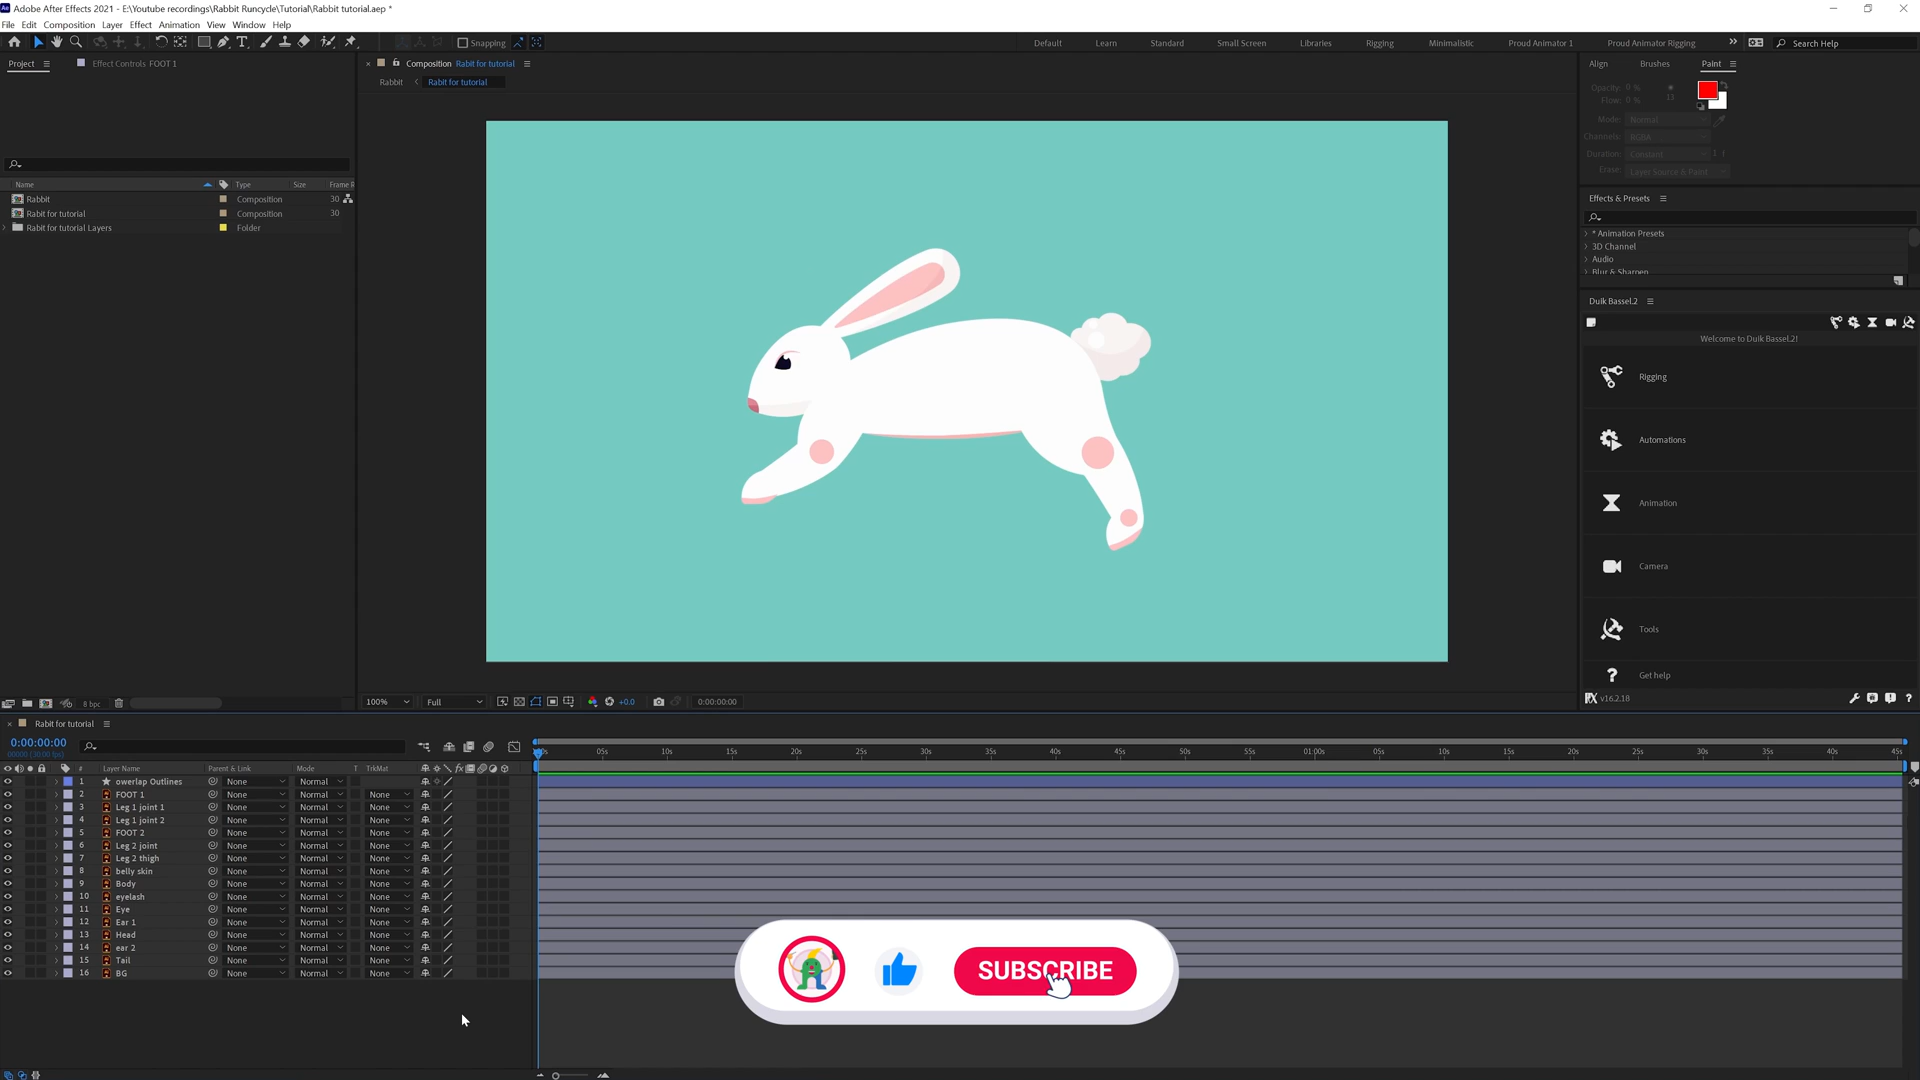 Adobe After Effects 2021 - E:\Youtube recordings\Rabbit Runcycle\Tutorial\Rabbit tutorial.aep *
File Edit Composition Layer Effect Animation View Window Help
Snapping
Default Learn Standard Small Screen Libraries Rigging Minimalistic Proud Animator 1 Proud Animator Rigging Search Help
Project Effect Controls FOOT 1
Composition Rabit for tutorial
Rabbit Rabit for tutorial
Align Brushes Paint
Opacity: 0 %
Flow: 0 %
13
Mode: Normal
Channels: RGBA
Duration: Constant
Erase: Layer Source & Paint
Name Type Size Frame R
Rabbit Composition 30
Rabit for tutorial Composition 30
Rabit for tutorial Layers Folder
Effects & Presets
* Animation Presets
3D Channel
Audio
Blur & Sharpen
Duik Bassel.2
Welcome to Duik Bassel.2!
Rigging
Automations
Animation
Camera
Tools
Get help
v16.2.18
8 bpc
100% Full +0.0 0:00:00:00
Rabit for tutorial
0:00:00:00
05s 10s 15s 20s 25s 30s 35s 40s 45s 50s 55s 01:00s 05s 10s 15s 20s 25s 30s 35s 40s 45s
# Layer Name Parent & Link Mode T TrkMat
1 owerlap Outlines None Normal
2 FOOT 1 None Normal None
3 Leg 1 joint 1 None Normal None
4 Leg 1 joint 2 None Normal None
5 FOOT 2 None Normal None
6 Leg 2 joint None Normal None
7 Leg 2 thigh None Normal None
8 belly skin None Normal None
9 Body None Normal None
10 eyelash None Normal None
11 Eye None Normal None
12 Ear 1 None Normal None
13 Head None Normal None
14 ear 2 None Normal None
15 Tail None Normal None
16 BG None Normal None
SUBSCRIBE